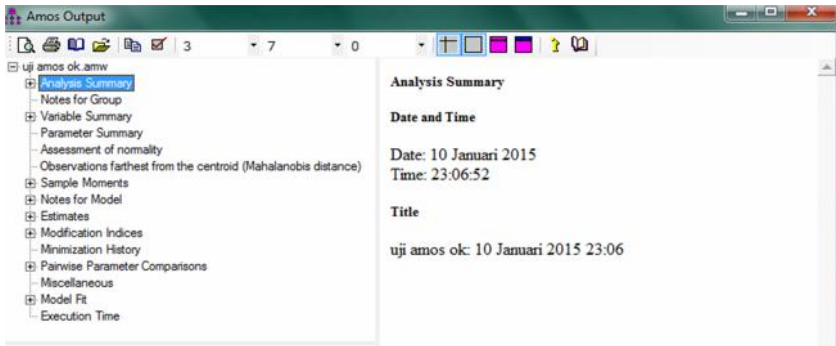 Amos Output
3 7 0
uji amos ok.amw
Analysis Summary
Notes for Group
Variable Summary
Parameter Summary
Assessment of normality
Observations farthest from the centroid (Mahalanobis distance)
Sample Moments
Notes for Model
Estimates
Modification Indices
Minimization History
Pairwise Parameter Comparisons
Miscellaneous
Model Fit
Execution Time
Analysis Summary
Date and Time
Date: 10 Januari 2015
Time: 23:06:52
Title
uji amos ok: 10 Januari 2015 23:06